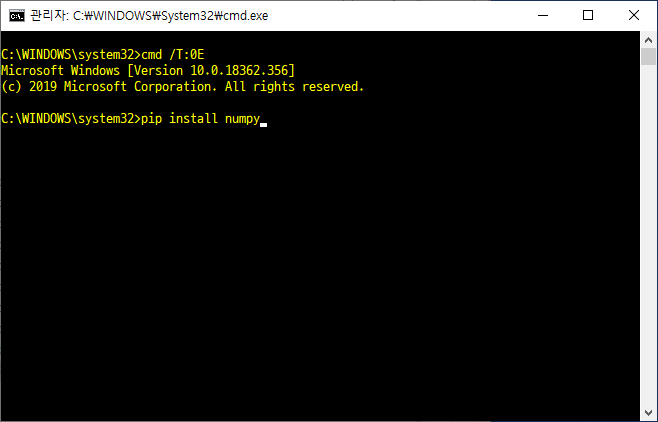 관리자: C:₩WINDOWS₩System32₩cmd.exe
C:\WINDOWS\system32>cmd /T:0E
Microsoft Windows [Version 10.0.18362.356]
(c) 2019 Microsoft Corporation. All rights reserved.
C:\WINDOWS\system32>pip install numpy